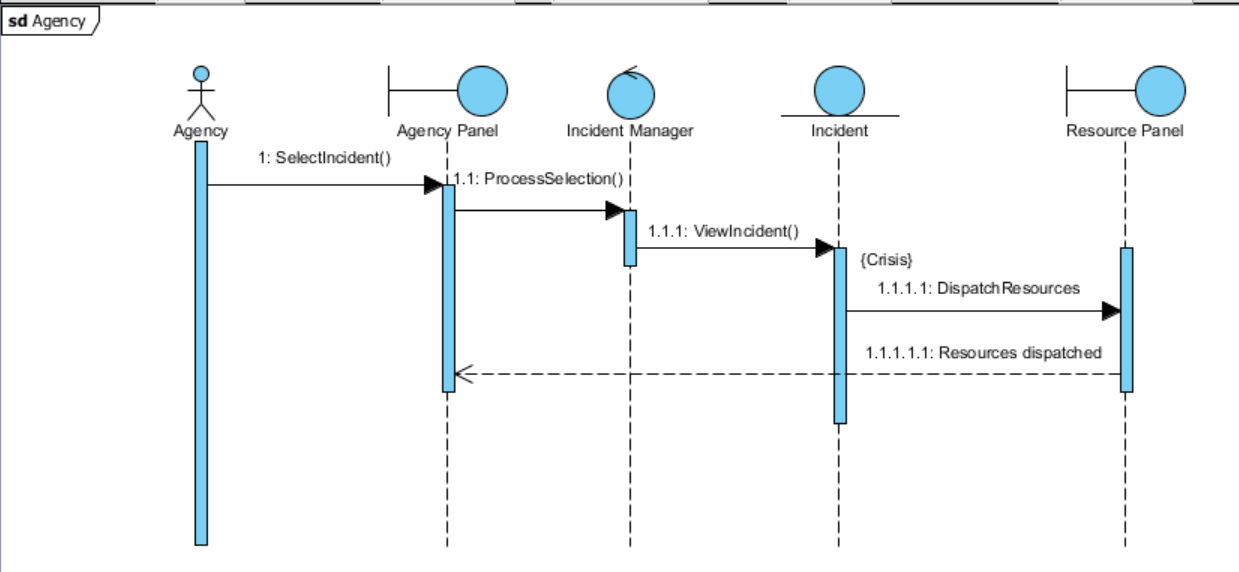 sd Agency
Agency
Agency Panel
Incident Manager
Incident
Resource Panel
1: SelectIncident()
1.1: ProcessSelection()
1.1.1: ViewIncident()
{Crisis}
1.1.1.1: DispatchResources
1.1.1.1.1: Resources dispatched